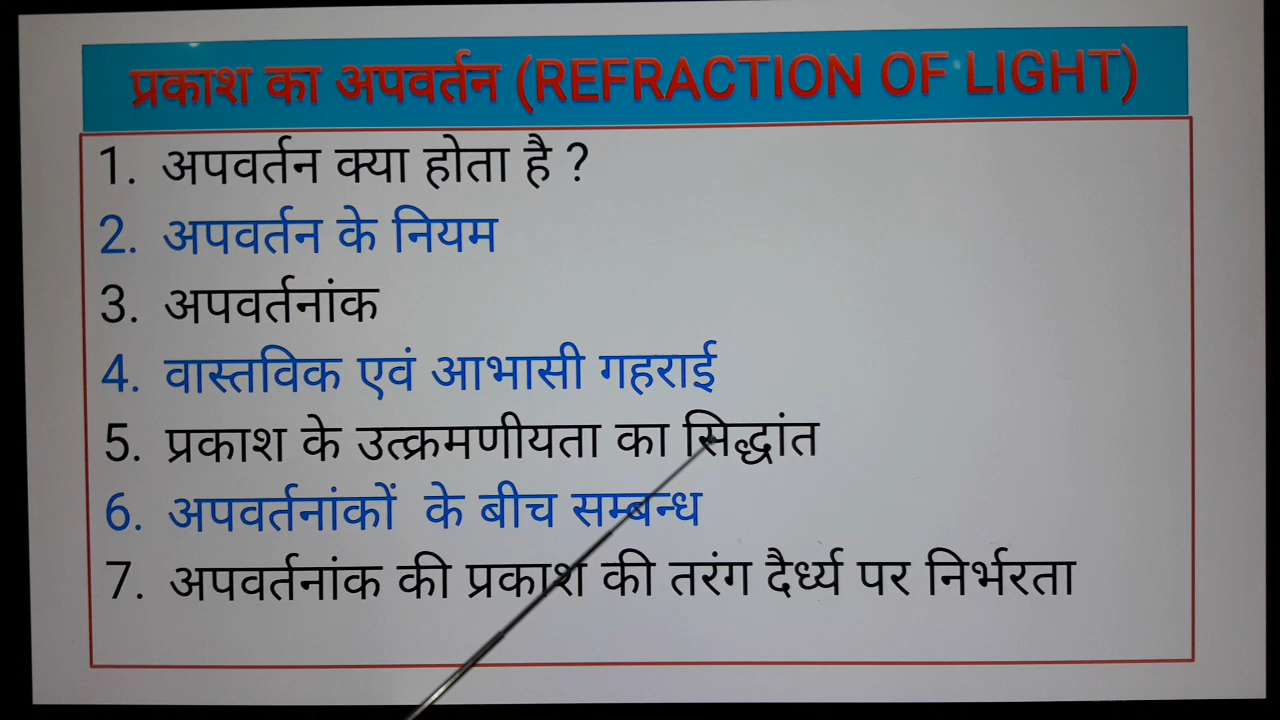 प्रकाश का अपवर्तन (REFRACTION OF LIGHT)
1. अपवर्तन क्या होता है ?
2. अपवर्तन के नियम
3. अपवर्तनांक
4. वास्तविक एवं आभासी गहराई
5. प्रकाश के उत्क्रमणीयता का सिद्धांत
6. अपवर्तनांकों के बीच सम्बन्ध
7. अपवर्तनांक की प्रकाश की तरंग दैर्ध्य पर निर्भरता